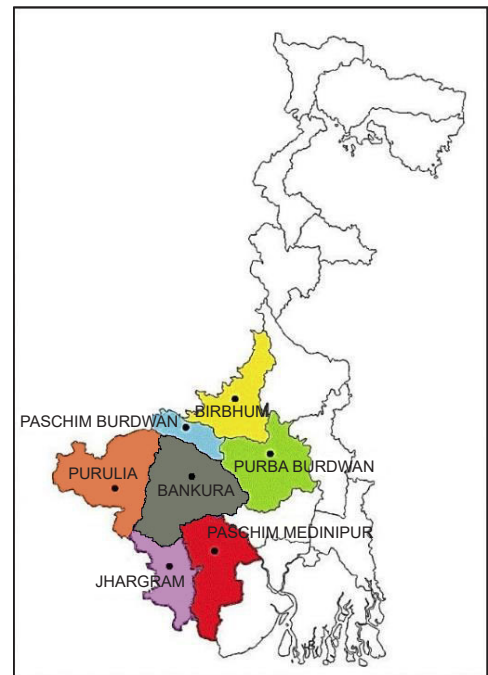 BIRBHUM
PASCHIM BURDWAN
PURBA BURDWAN
PURULIA
BANKURA
PASCHIM MEDINIPUR
JHARGRAM